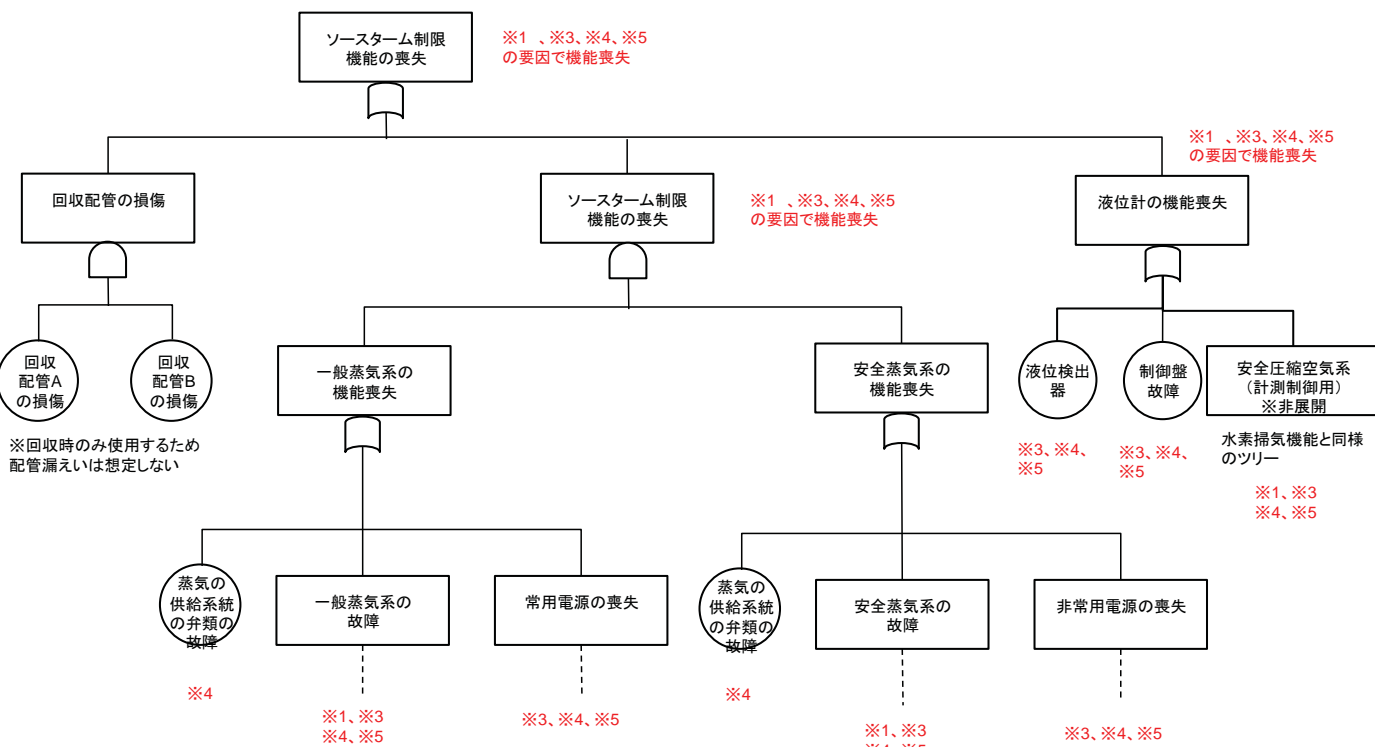 ソースターム制限
機能の喪失
※1 、※3、※4、※5
の要因で機能喪失
※1 、※3、※4、※5
の要因で機能喪失
回収配管の損傷
ソースターム制限
機能の喪失
※1 、※3、※4、※5
の要因で機能喪失
液位計の機能喪失
回収
配管A
の損傷
回収
配管B
の損傷
※回収時のみ使用するため
配管漏えいは想定しない
一般蒸気系の
機能喪失
安全蒸気系の
機能喪失
液位検出
器
制御盤
故障
安全圧縮空気系
（計測制御用）
※非展開
※3、※4、
※5
※3、※4、
※5
水素掃気機能と同様
のツリー
※1、※3
※4、※5
蒸気の
供給系統
の弁類の
故障
一般蒸気系の
故障
常用電源の喪失
蒸気の
供給系統
の弁類の
故障
安全蒸気系の
故障
非常用電源の喪失
※4
※1、※3
※4、※5
※3、※4、※5
※4
※1、※3
※4、※5
※3、※4、※5